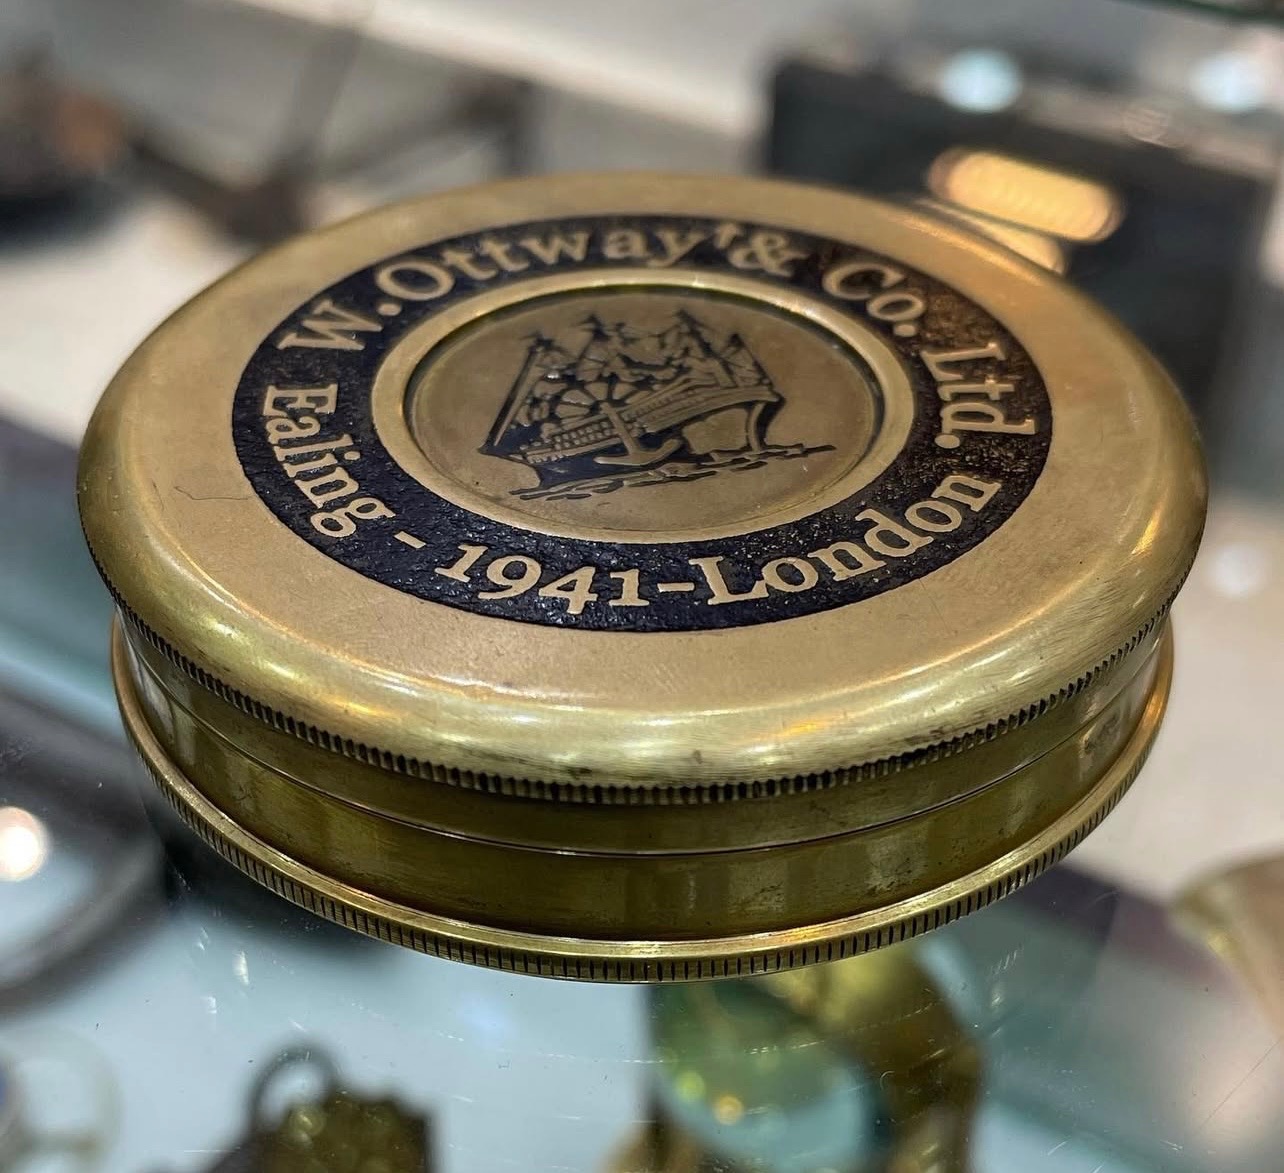 W.Ottway & Co. Ltd.
Ealing - 1941-London